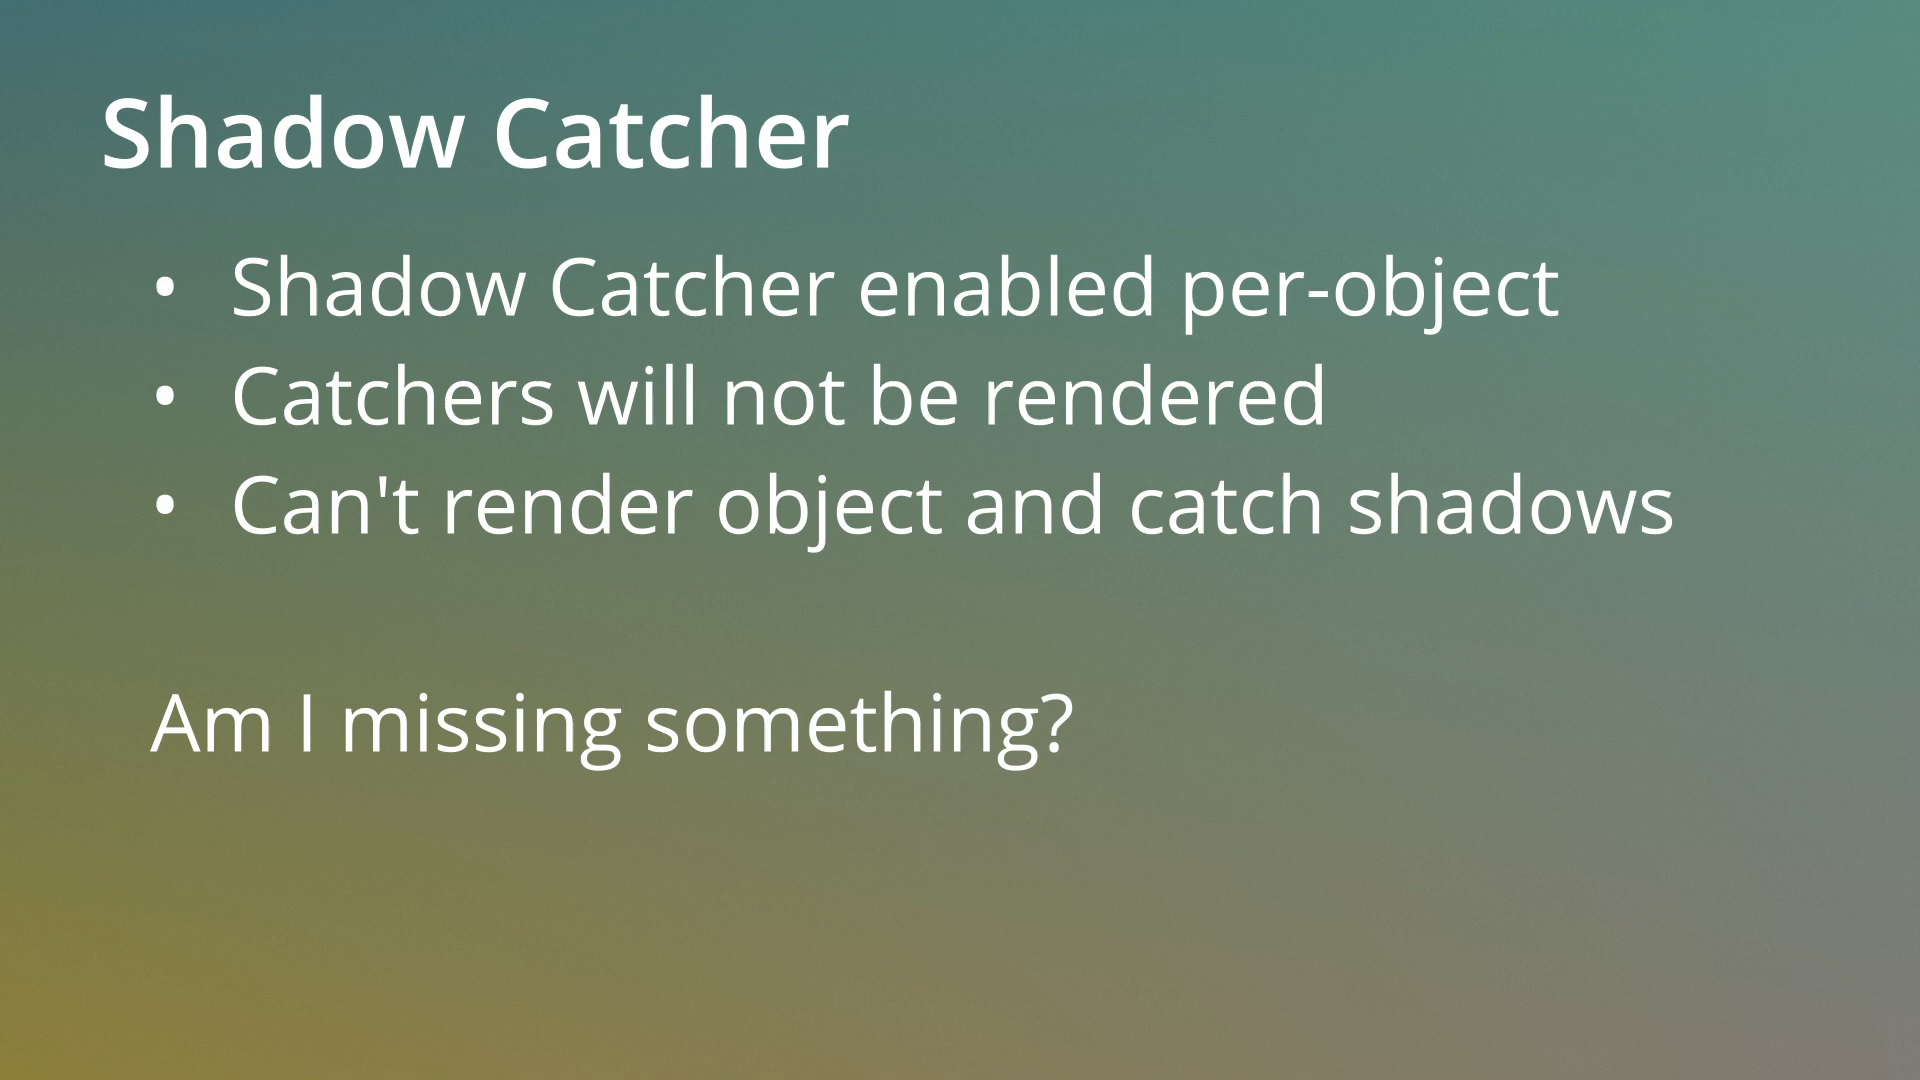 Shadow Catcher
• Shadow Catcher enabled per-object
• Catchers will not be rendered
• Can't render object and catch shadows
Am I missing something?